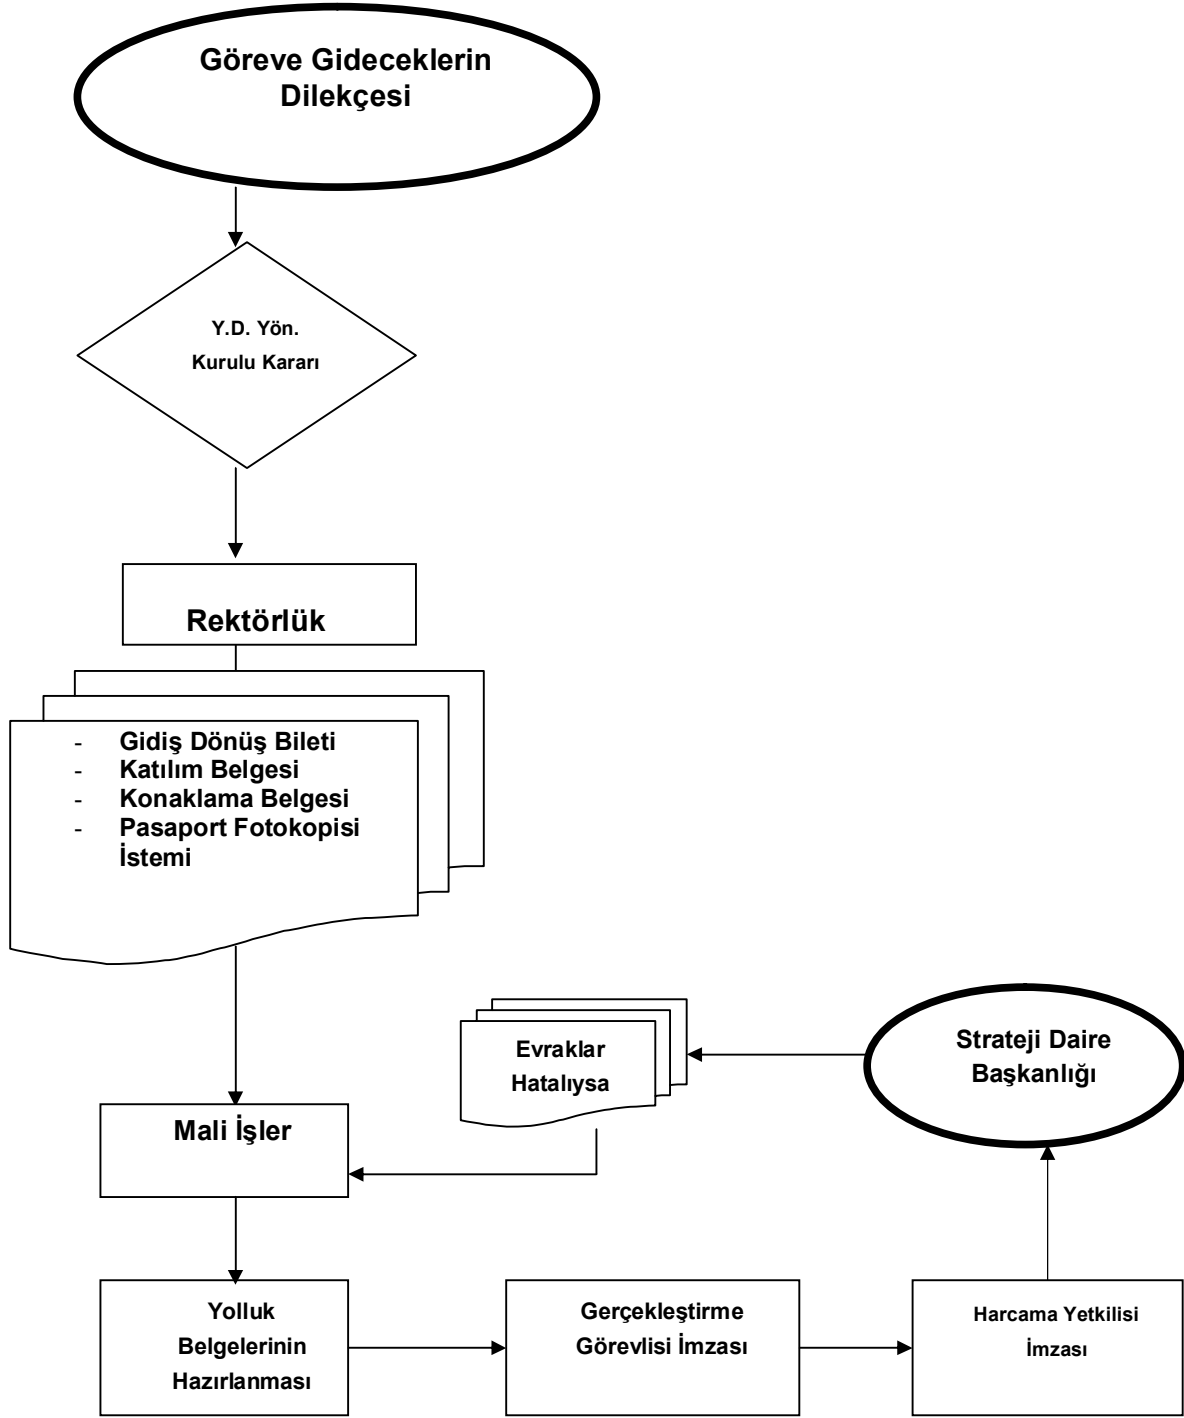 Göreve Gideceklerin
Dilekçesi
Y.D. Yön.
Kurulu Kararı
Rektörlük
- Gidiş Dönüş Bileti
- Katılım Belgesi
- Konaklama Belgesi
- Pasaport Fotokopisi
İstemi
Evraklar
Hatalıysa
Strateji Daire
Başkanlığı
Mali İşler
Yolluk
Belgelerinin
Hazırlanması
Gerçekleştirme
Görevlisi İmzası
Harcama Yetkilisi
İmzası